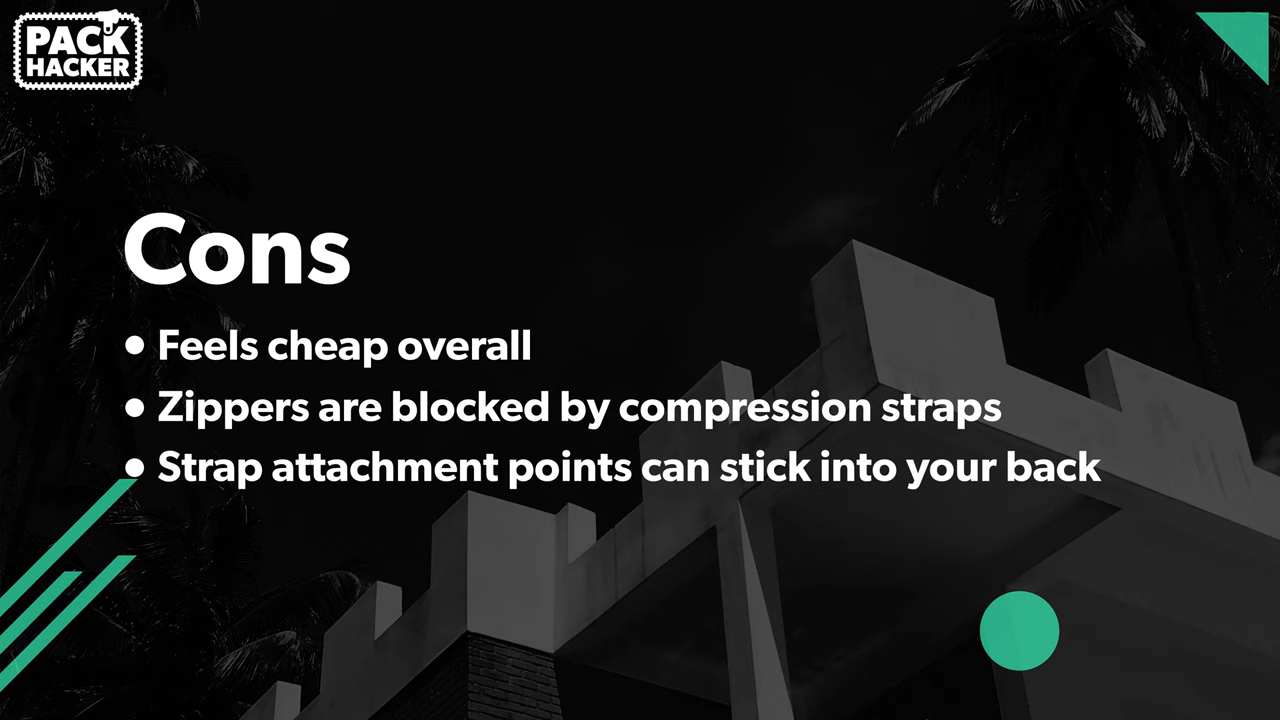 PACK
HACKER
Cons
• Feels cheap overall
• Zippers are blocked by compression straps
• Strap attachment points can stick into your back